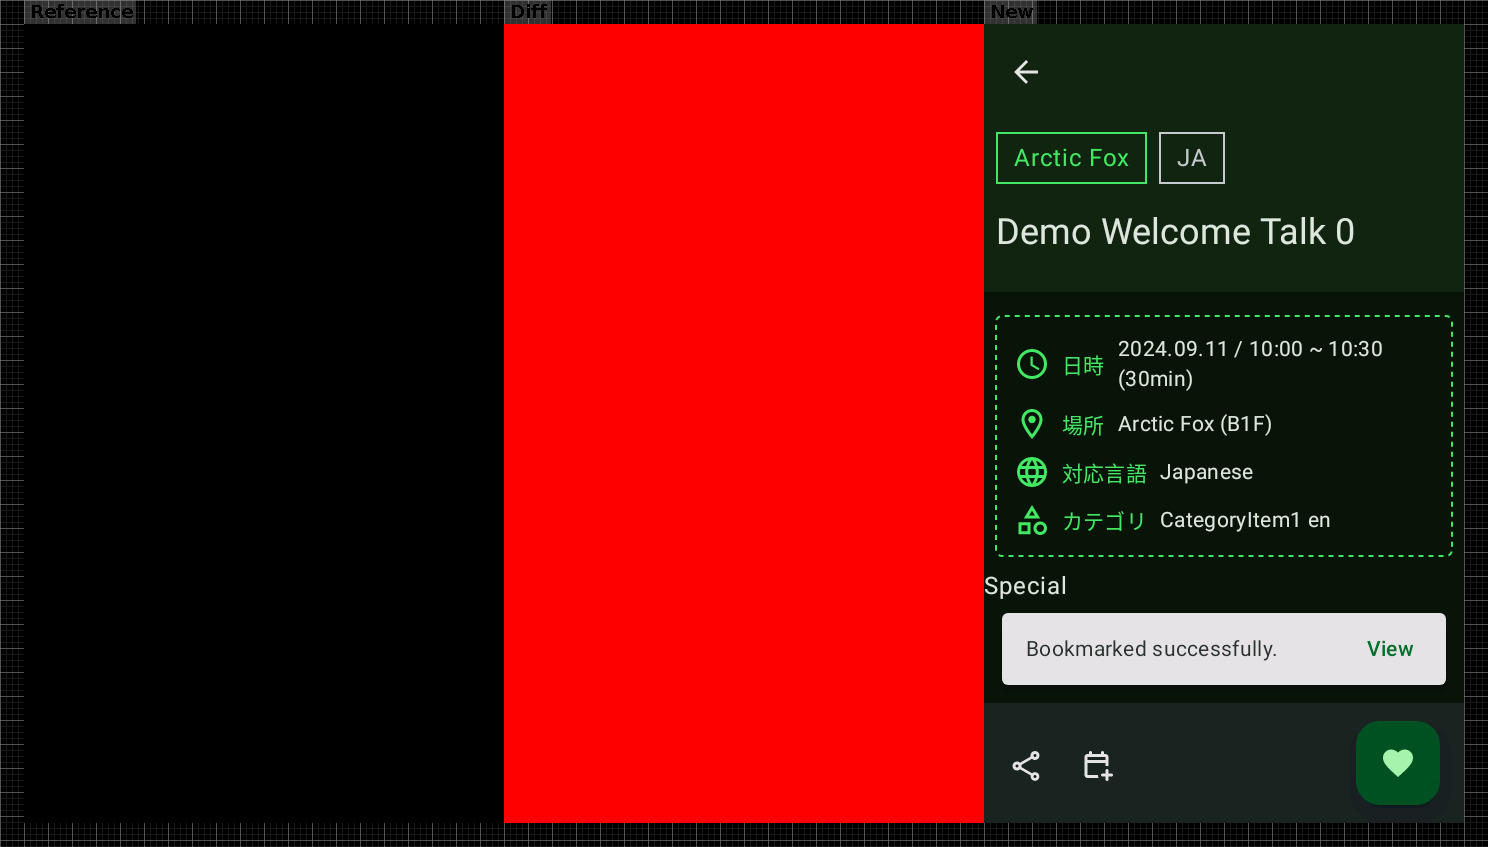 Reference
Diff
New
Arctic Fox
JA
Demo Welcome Talk 0
日時 2024.09.11 / 10:00 ~ 10:30
(30min)
場所 Arctic Fox (B1F)
対応言語 Japanese
カテゴリ CategoryItem1 en
Special
Bookmarked successfully. View